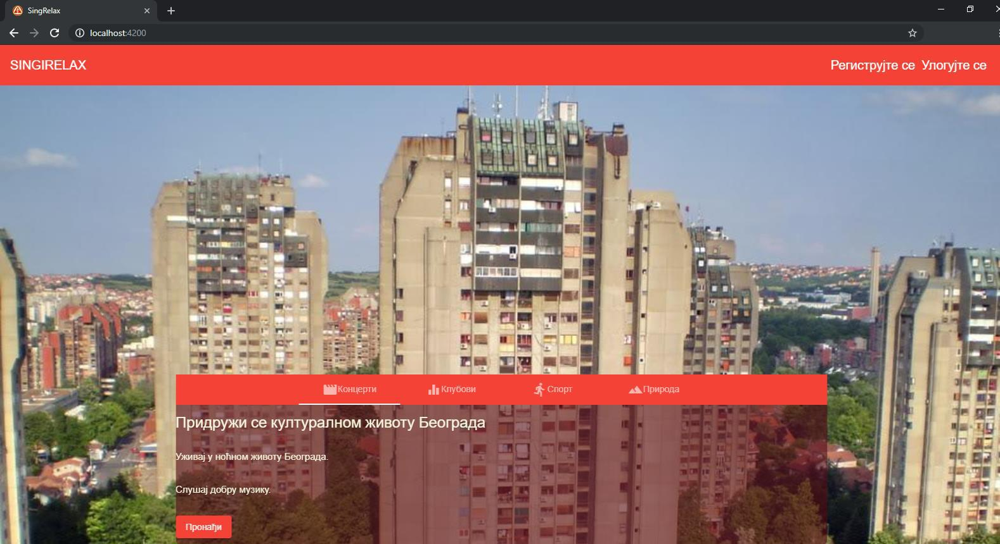 SingRelax
localhost:4200
SINGIRELAX
Региструјте се Улогујте се
Концерти Клубови Спорт Природа
Придружи се културалном животу Београда
Уживај у ноћном животу Београда.
Слушај добру музику.
Пронађи